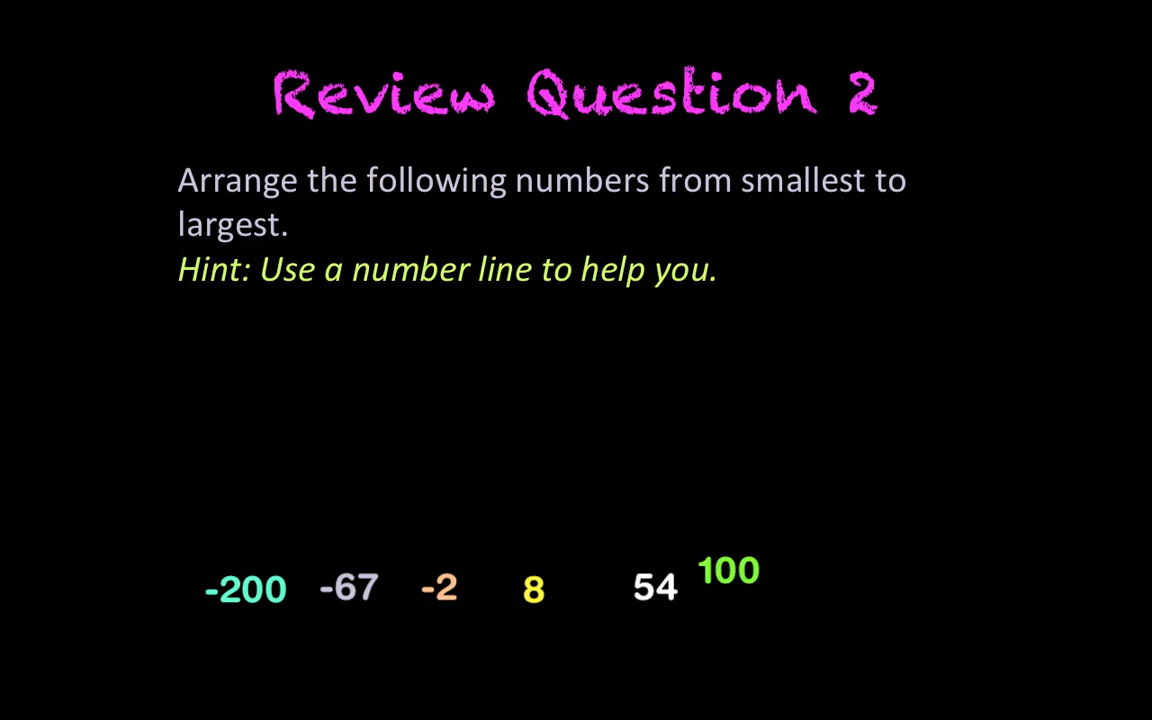 Review Question 2
Arrange the following numbers from smallest to
largest.
Hint: Use a number line to help you.
-200 -67 -2 8 54 100